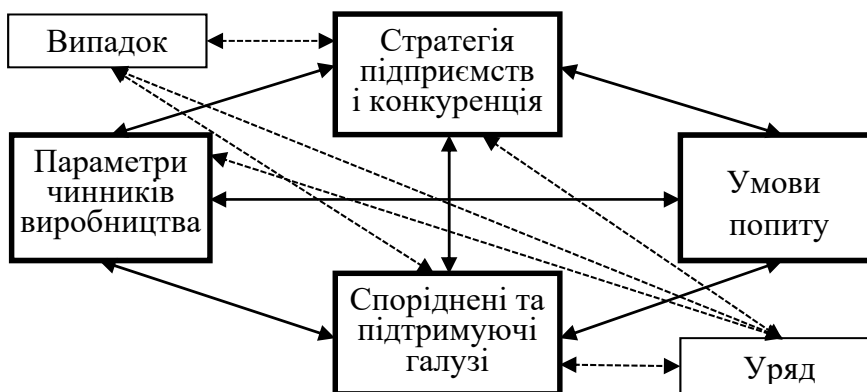 Випадок
Стратегія
підприємств
і конкуренція
Параметри
чинників
виробництва
Умови
попиту
Споріднені та
підтримуючі
галузі
Уряд